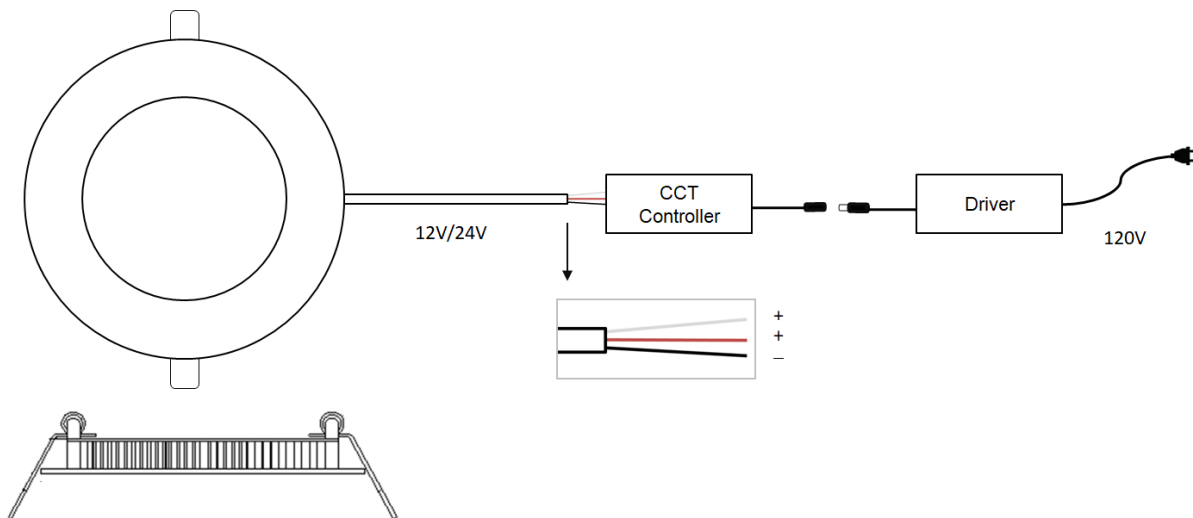 CCT
Controller
Driver
12V/24V
120V
+
+
–